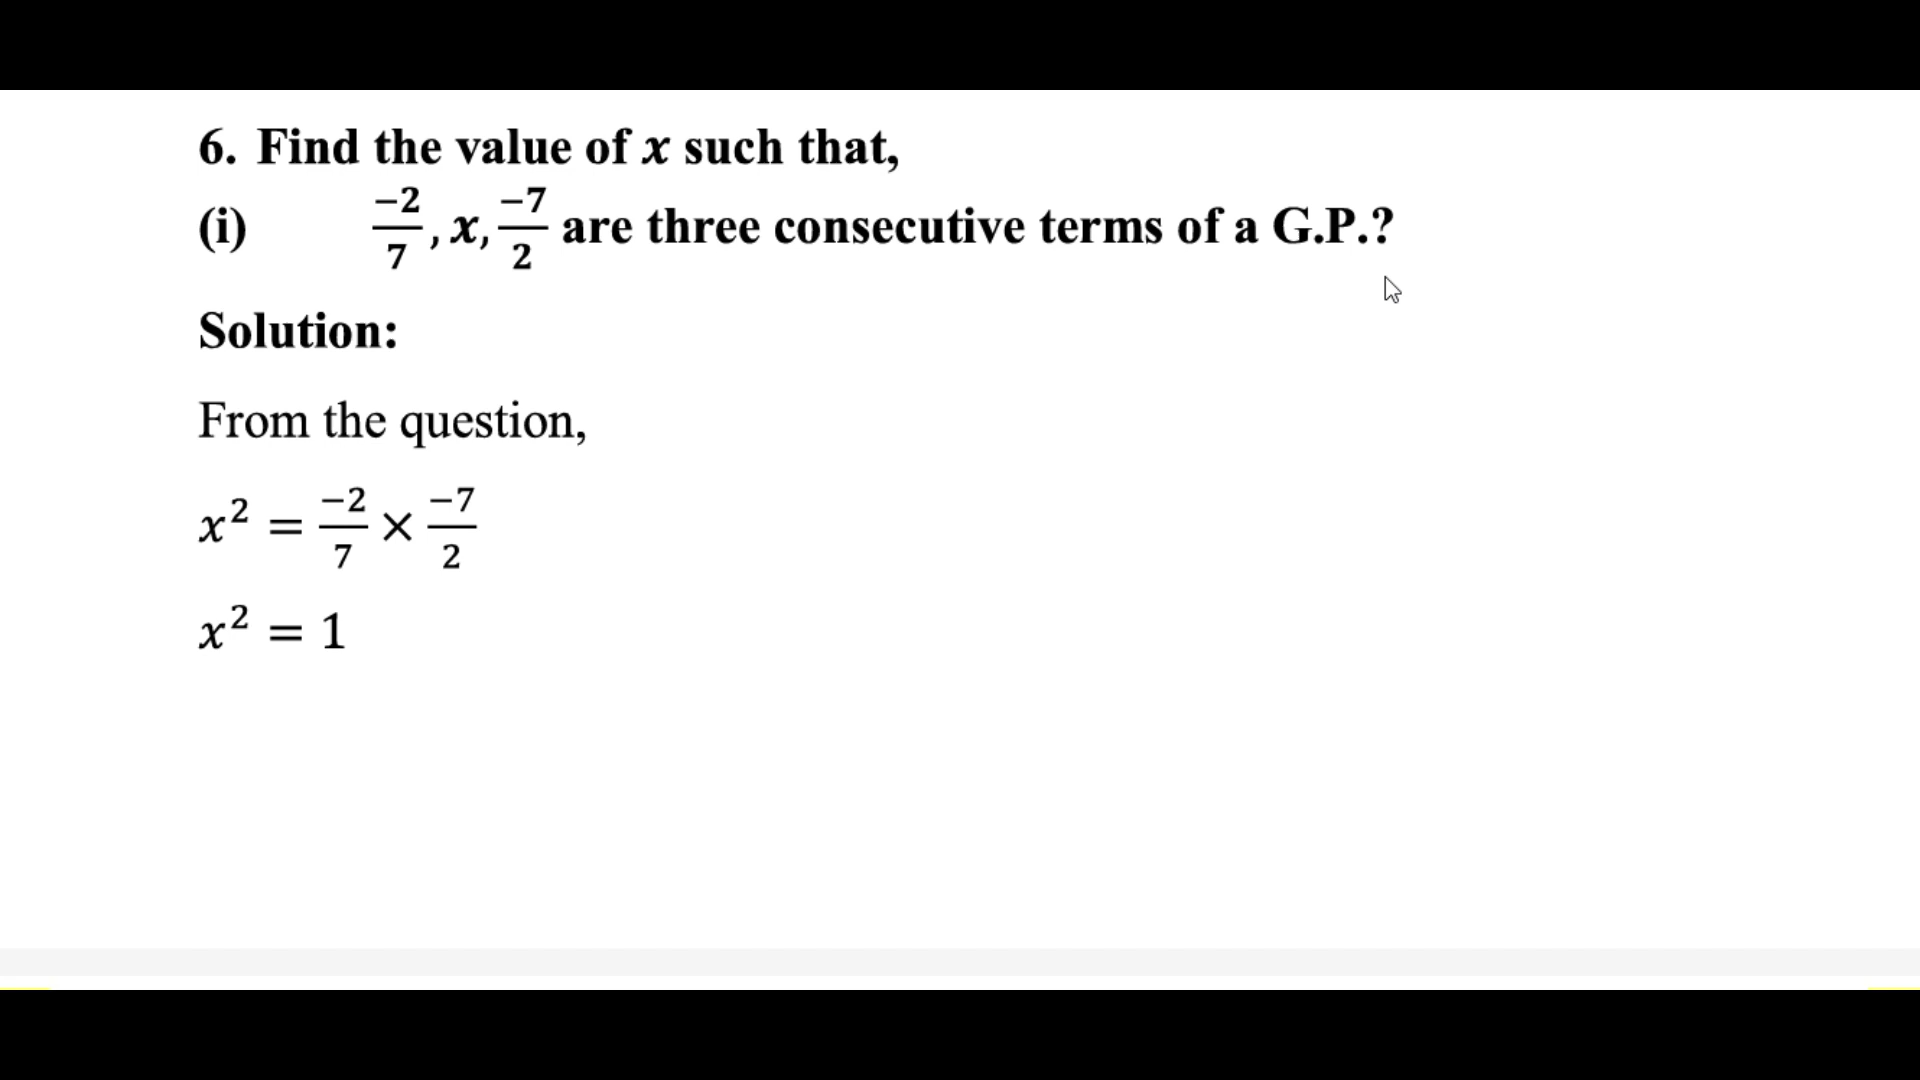 6. Find the value of x such that,
(i) −2/7, x, −7/2 are three consecutive terms of a G.P.?
Solution:
From the question,
x² = −2/7 × −7/2
x² = 1